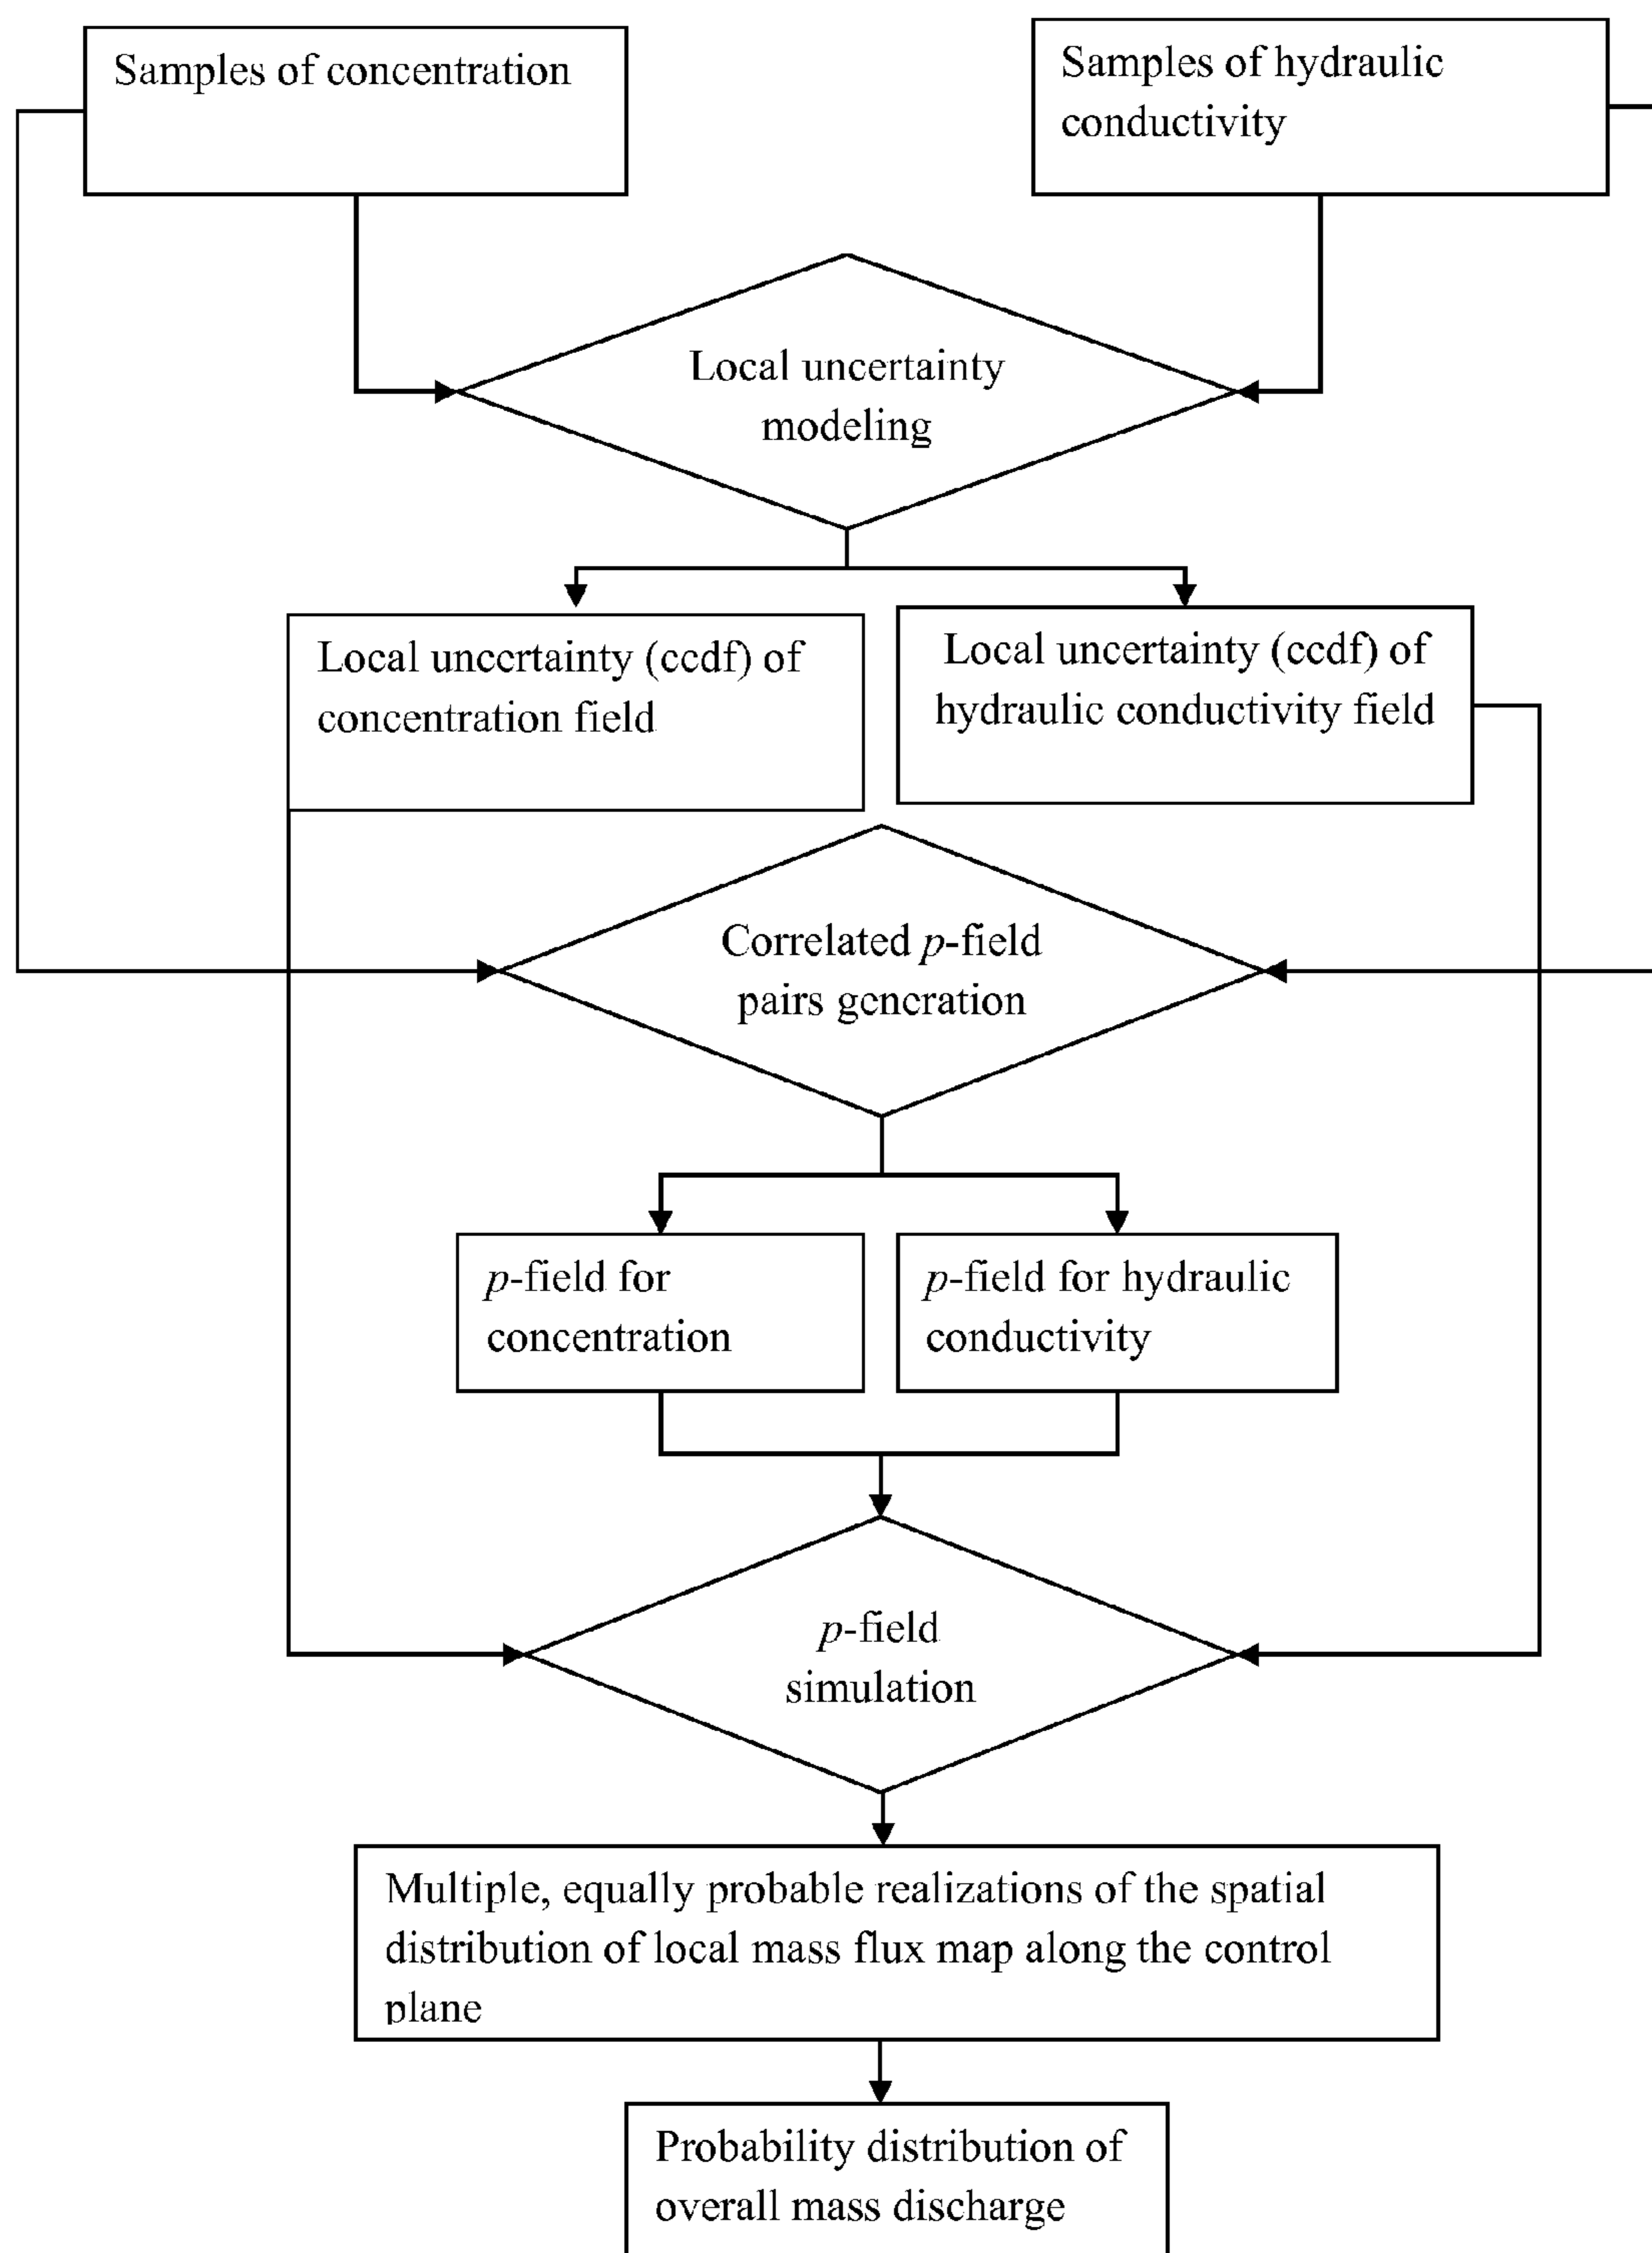 Samples of concentration
Samples of hydraulic
conductivity
Local uncertainty
modeling
Local uncertainty (ccdf) of
concentration field
Local uncertainty (ccdf) of
hydraulic conductivity field
Correlated p-field
pairs generation
p-field for
concentration
p-field for hydraulic
conductivity
p-field
simulation
Multiple, equally probable realizations of the spatial
distribution of local mass flux map along the control
plane
Probability distribution of
overall mass discharge